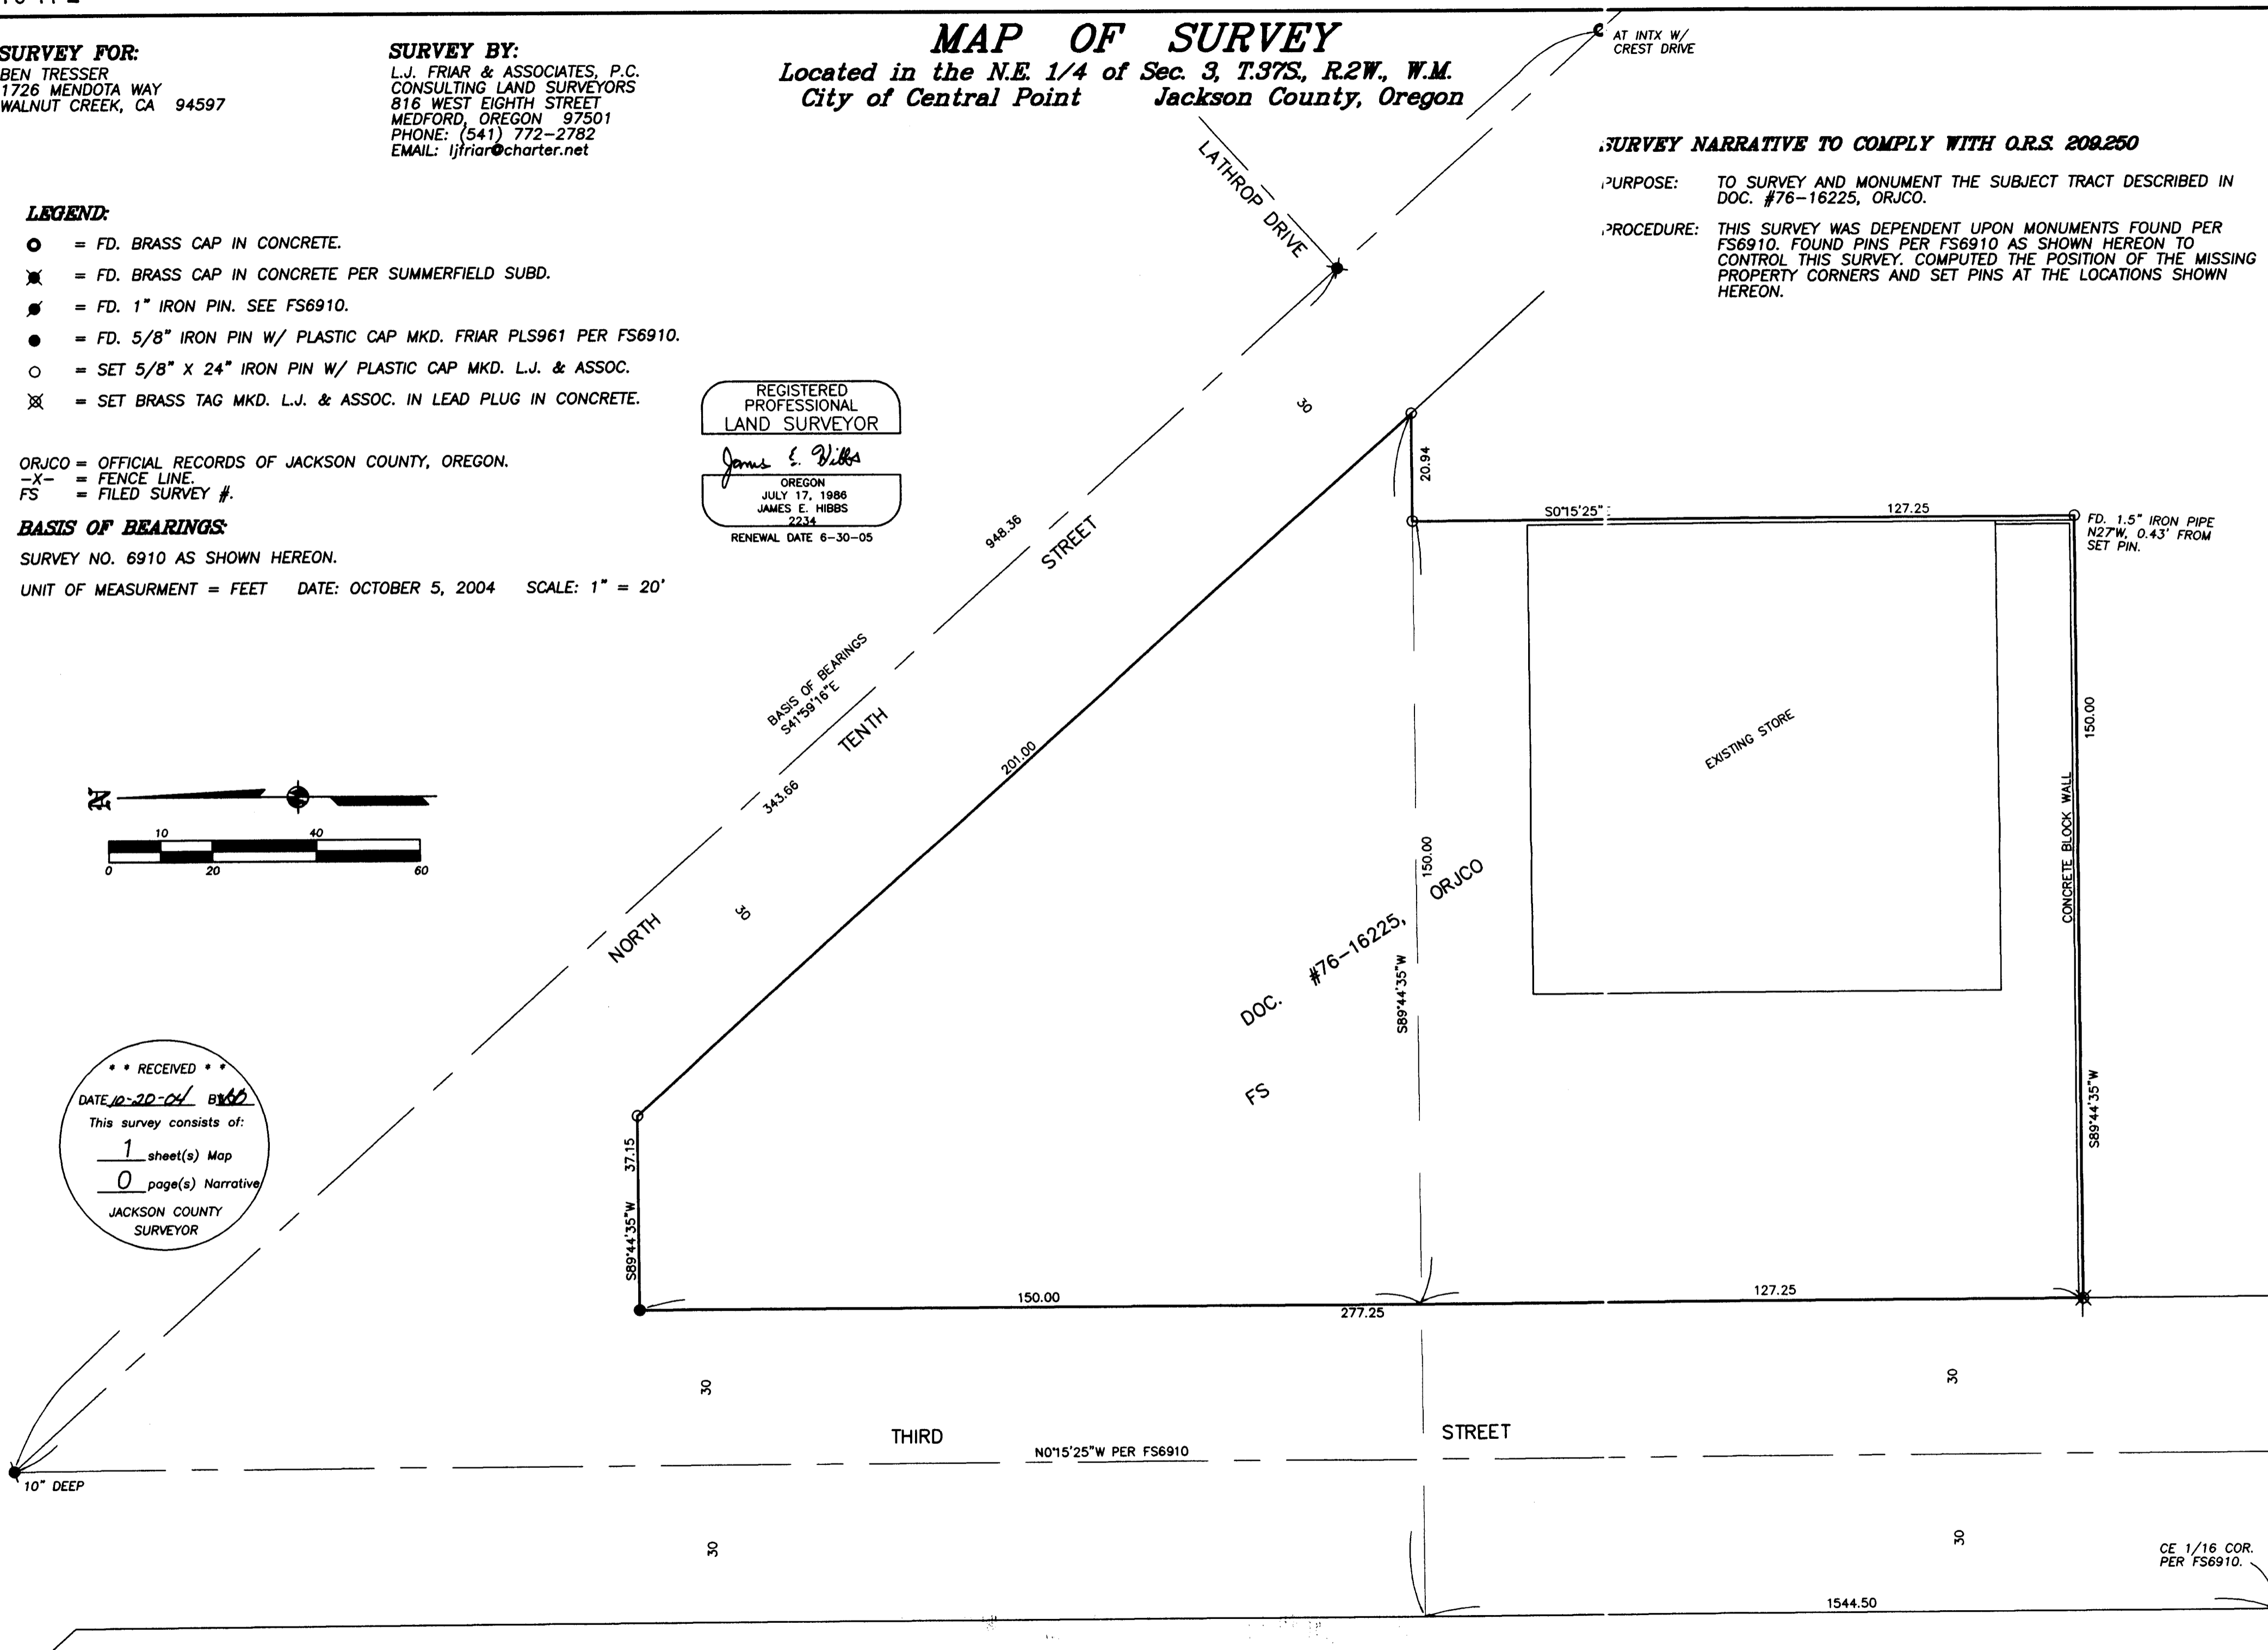 MAP OF SURVEY
Located in the N.E. 1/4 of Sec. 3, T.37S., R.2W., W.M.
City of Central Point Jackson County, Oregon
SURVEY FOR:
BEN TRESSER
1726 MENDOTA WAY
WALNUT CREEK, CA 94597
SURVEY BY:
L.J. FRIAR & ASSOCIATES, P.C.
CONSULTING LAND SURVEYORS
816 WEST EIGHTH STREET
MEDFORD, OREGON 97501
PHONE: (541) 772-2782
EMAIL: ljfriar@charter.net
AT INTX W/
CREST DRIVE
SURVEY NARRATIVE TO COMPLY WITH O.R.S. 209.250
PURPOSE: TO SURVEY AND MONUMENT THE SUBJECT TRACT DESCRIBED IN
DOC. #76-16225, ORJCO.
PROCEDURE: THIS SURVEY WAS DEPENDENT UPON MONUMENTS FOUND PER
FS6910. FOUND PINS PER FS6910 AS SHOWN HEREON TO
CONTROL THIS SURVEY. COMPUTED THE POSITION OF THE MISSING
PROPERTY CORNERS AND SET PINS AT THE LOCATIONS SHOWN
HEREON.
LEGEND:
= FD. BRASS CAP IN CONCRETE.
= FD. BRASS CAP IN CONCRETE PER SUMMERFIELD SUBD.
= FD. 1" IRON PIN. SEE FS6910.
= FD. 5/8" IRON PIN W/ PLASTIC CAP MKD. FRIAR PLS961 PER FS6910.
= SET 5/8" X 24" IRON PIN W/ PLASTIC CAP MKD. L.J. & ASSOC.
= SET BRASS TAG MKD. L.J. & ASSOC. IN LEAD PLUG IN CONCRETE.
ORJCO = OFFICIAL RECORDS OF JACKSON COUNTY, OREGON.
-X- = FENCE LINE.
FS = FILED SURVEY #.
BASIS OF BEARINGS:
SURVEY NO. 6910 AS SHOWN HEREON.
UNIT OF MEASURMENT = FEET DATE: OCTOBER 5, 2004 SCALE: 1" = 20'
REGISTERED
PROFESSIONAL
LAND SURVEYOR
James E. Hibbs
OREGON
JULY 17, 1986
JAMES E. HIBBS
2234
RENEWAL DATE 6-30-05
LATHROP DRIVE
30
20.94
S0°15'25"
127.25
FD. 1.5" IRON PIPE
N27°W, 0.43' FROM
SET PIN.
948.36
STREET
BASIS OF BEARINGS
S41°59'16"E
TENTH
343.66
201.00
EXISTING STORE
150.00
CONCRETE BLOCK WALL
S89°44'35"W
N
10 40
0 20 60
30
NORTH
150.00
S89°44'35"W
DOC. #76-16225, ORJCO
FS
* * RECEIVED * *
DATE 10-20-04 BY
This survey consists of:
1 sheet(s) Map
0 page(s) Narrative
JACKSON COUNTY
SURVEYOR
37.15
S89°44'35"W
150.00
277.25
127.25
30
30
THIRD STREET
N0°15'25"W PER FS6910
10" DEEP
30
30
CE 1/16 COR.
PER FS6910.
1544.50